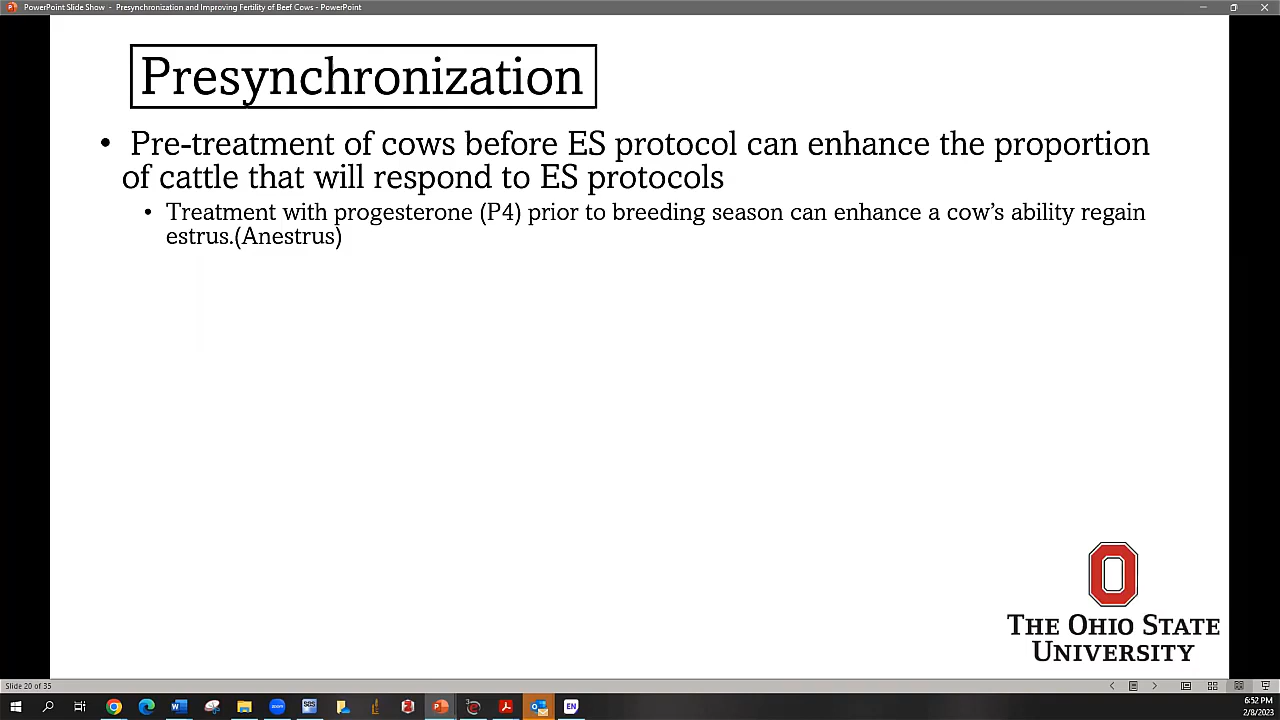 PowerPoint Slide Show - Presynchronization and Improving Fertility of Beef Cows - PowerPoint
Presynchronization
• Pre-treatment of cows before ES protocol can enhance the proportion
of cattle that will respond to ES protocols
• Treatment with progesterone (P4) prior to breeding season can enhance a cow’s ability regain
estrus.(Anestrus)
THE OHIO STATE
UNIVERSITY
Slide 20 of 35
zoom
SAS
EN
6:52 PM
2/8/2023